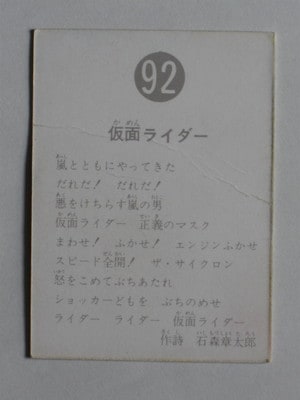 92
仮面ライダー
嵐とともにやってきた
だれだ! だれだ!
悪をけちらす嵐の男
仮面ライダー 正義のマスク
まわせ! ふかせ! エンジンふかせ
スピード全開! ザ・サイクロン
怒をこめてぶちあたれ
ショッカーどもを ぶちのめせ
ライダー ライダー 仮面ライダー
作詩 石森章太郎